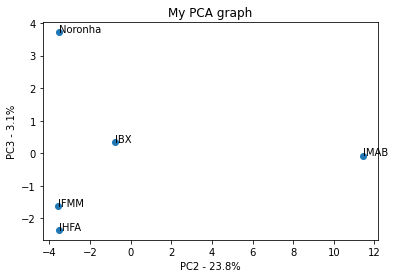 My PCA graph
PC3 - 3.1%
4
3
2
1
0
−1
−2
Noronha
IBX
IMAB
IFMM
IHFA
−4
−2
0
2
4
6
8
10
12
PC2 - 23.8%